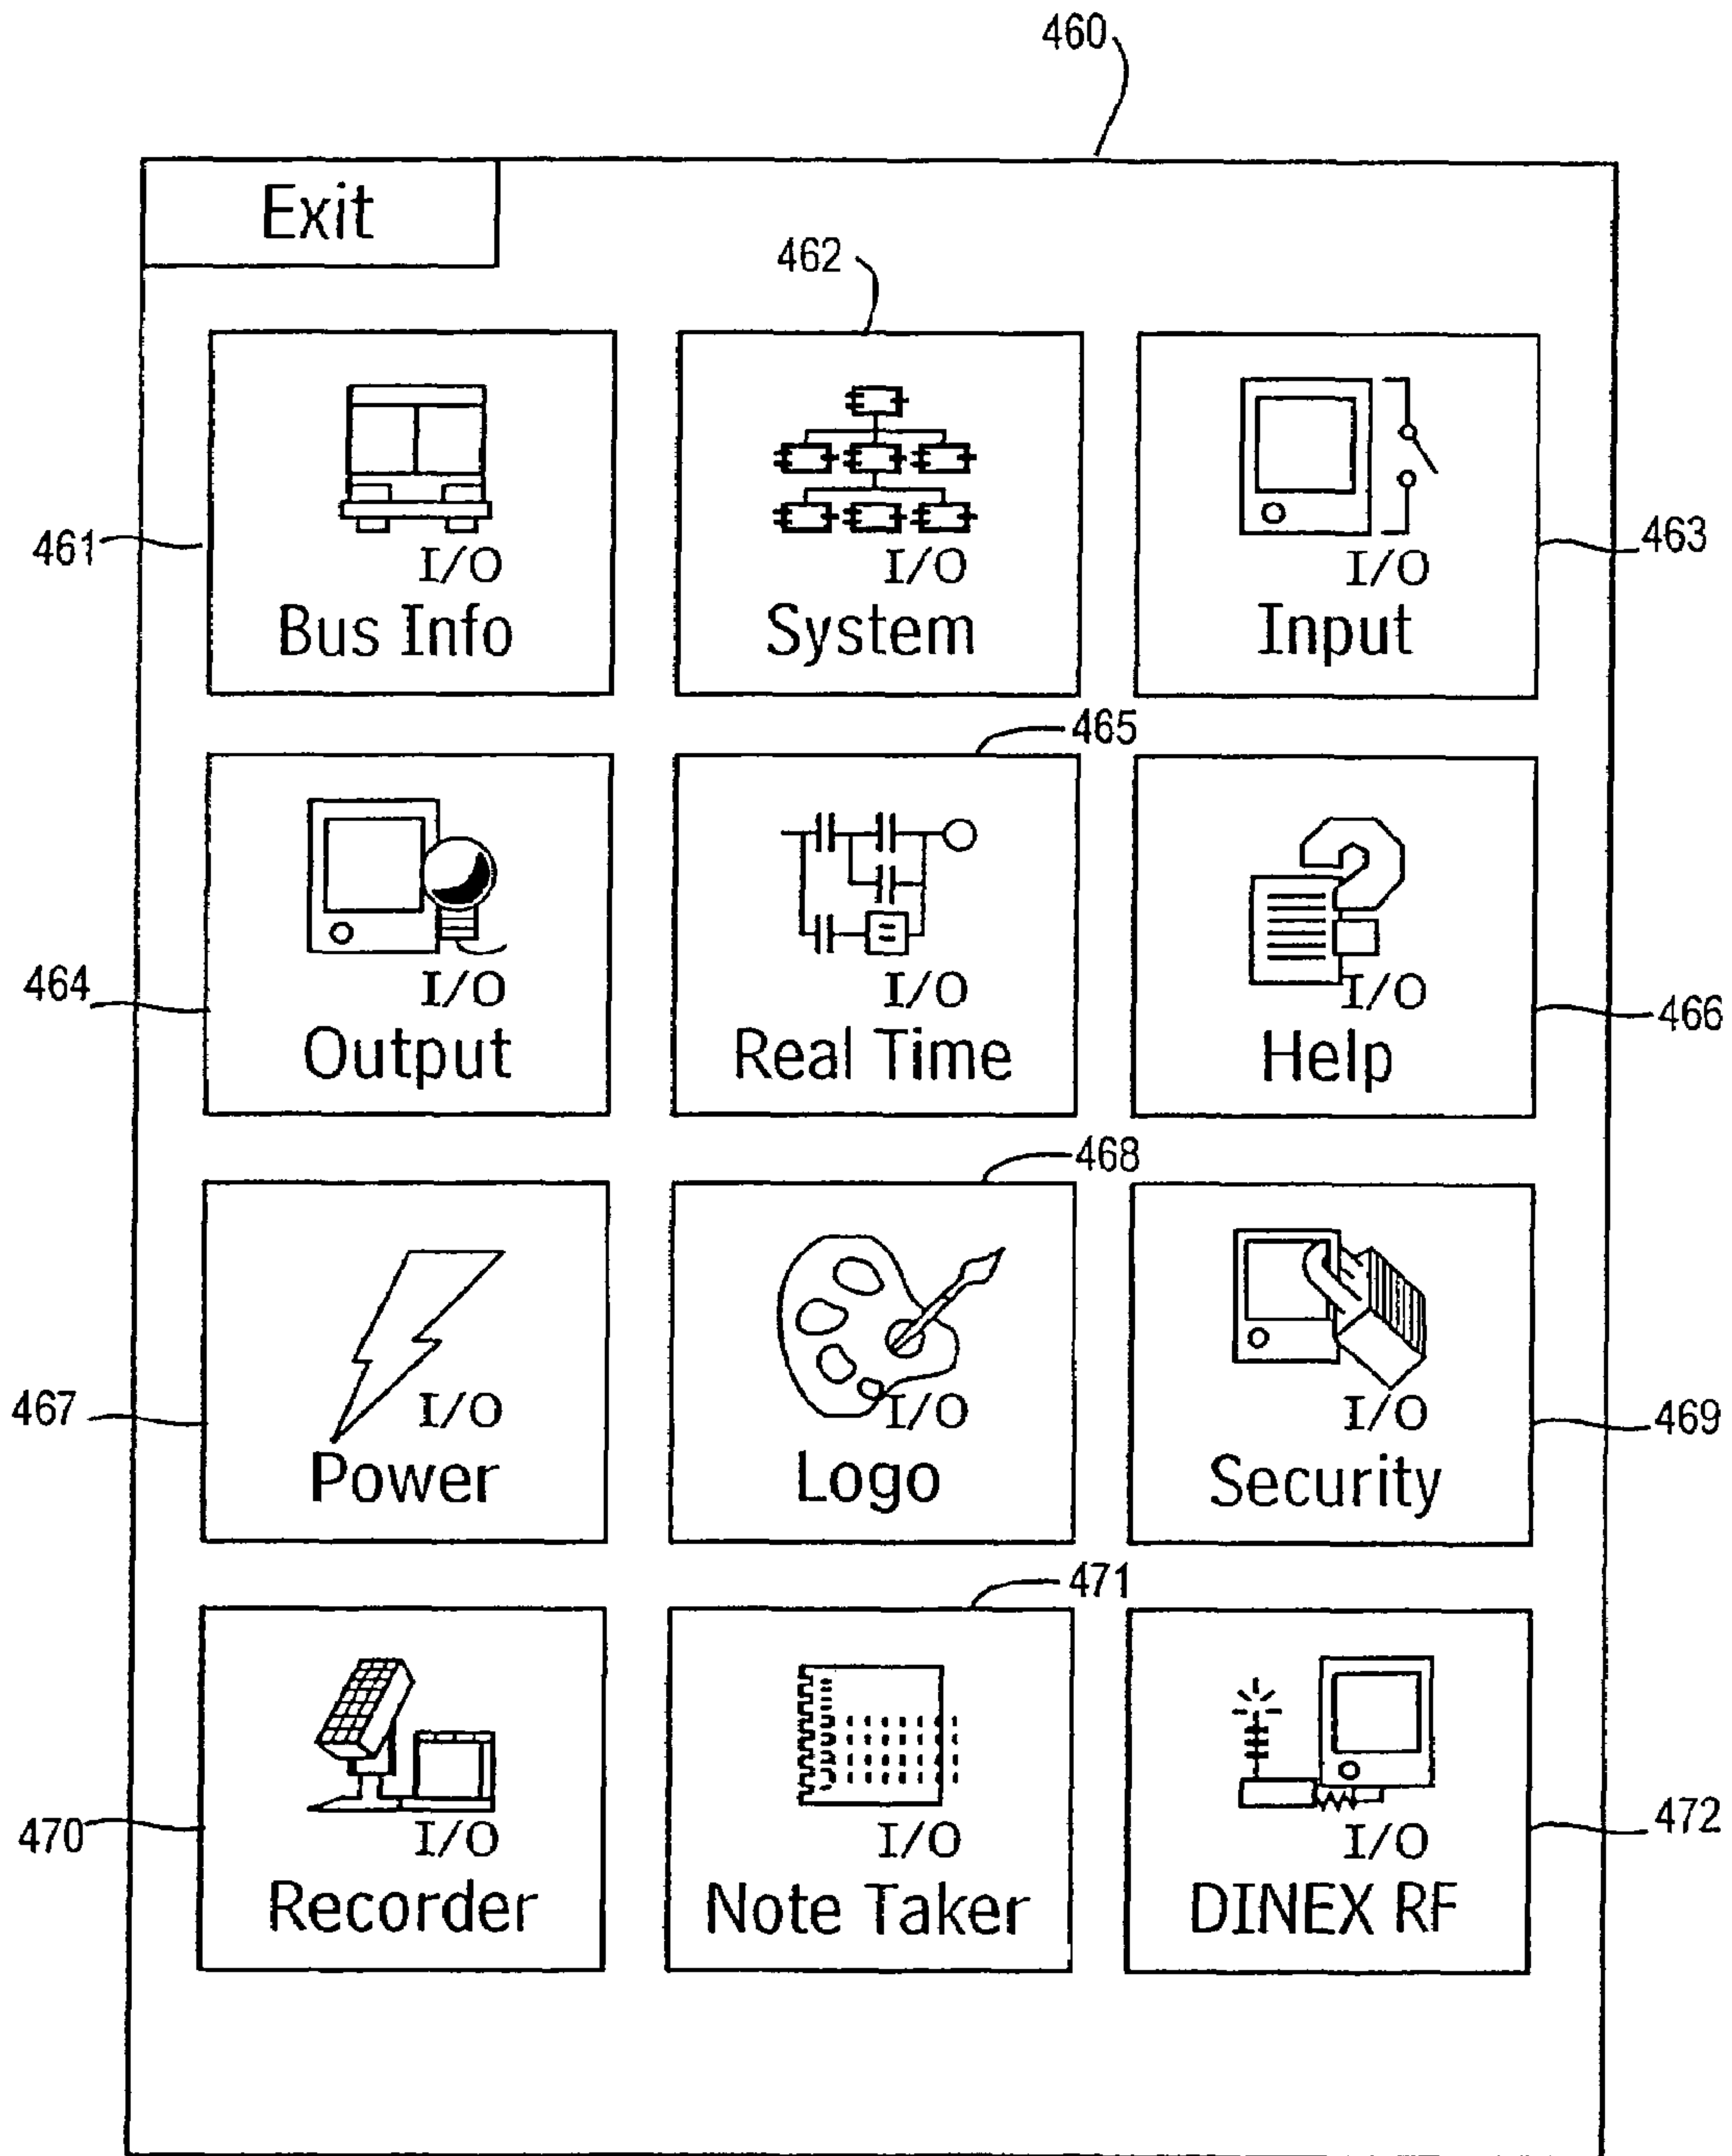 460
Exit
462
I/O
Bus Info
I/O
System
I/O
Input
461
463
465
I/O
Output
I/O
Real Time
I/O
Help
464
466
468
I/O
Power
I/O
Logo
I/O
Security
467
469
471
I/O
Recorder
I/O
Note Taker
I/O
DINEX RF
470
472